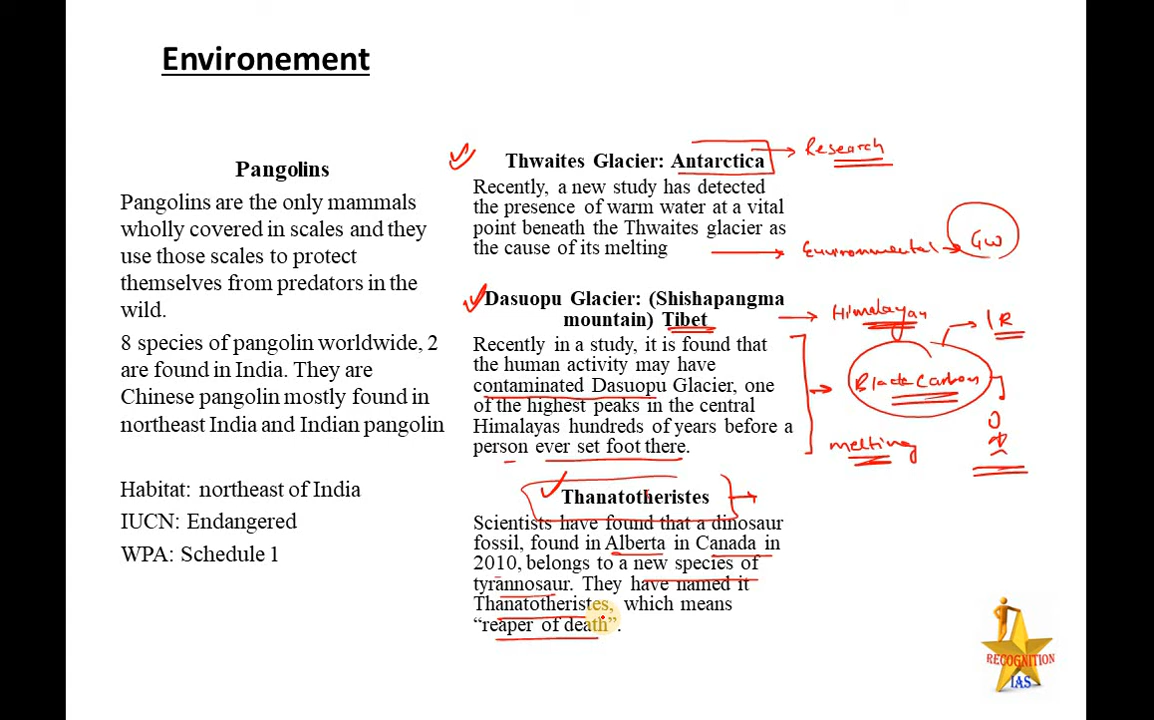 Environement
Pangolins
Pangolins are the only mammals
wholly covered in scales and they
use those scales to protect
themselves from predators in the
wild.
8 species of pangolin worldwide, 2
are found in India. They are
Chinese pangolin mostly found in
northeast India and Indian pangolin
Habitat: northeast of India
IUCN: Endangered
WPA: Schedule 1
Thwaites Glacier: Antarctica
Recently, a new study has detected
the presence of warm water at a vital
point beneath the Thwaites glacier as
the cause of its melting
Dasuopu Glacier: (Shishapangma
mountain) Tibet
Recently in a study, it is found that
the human activity may have
contaminated Dasuopu Glacier, one
of the highest peaks in the central
Himalayas hundreds of years before a
person ever set foot there.
Thanatotheristes
Scientists have found that a dinosaur
fossil, found in Alberta in Canada in
2010, belongs to a new species of
tyrannosaur. They have named it
Thanatotheristes, which means
“reaper of death”.
Research
Environmental
GW
Himalayan
IR
Black Carbon
melting
RECOGNITION
IAS